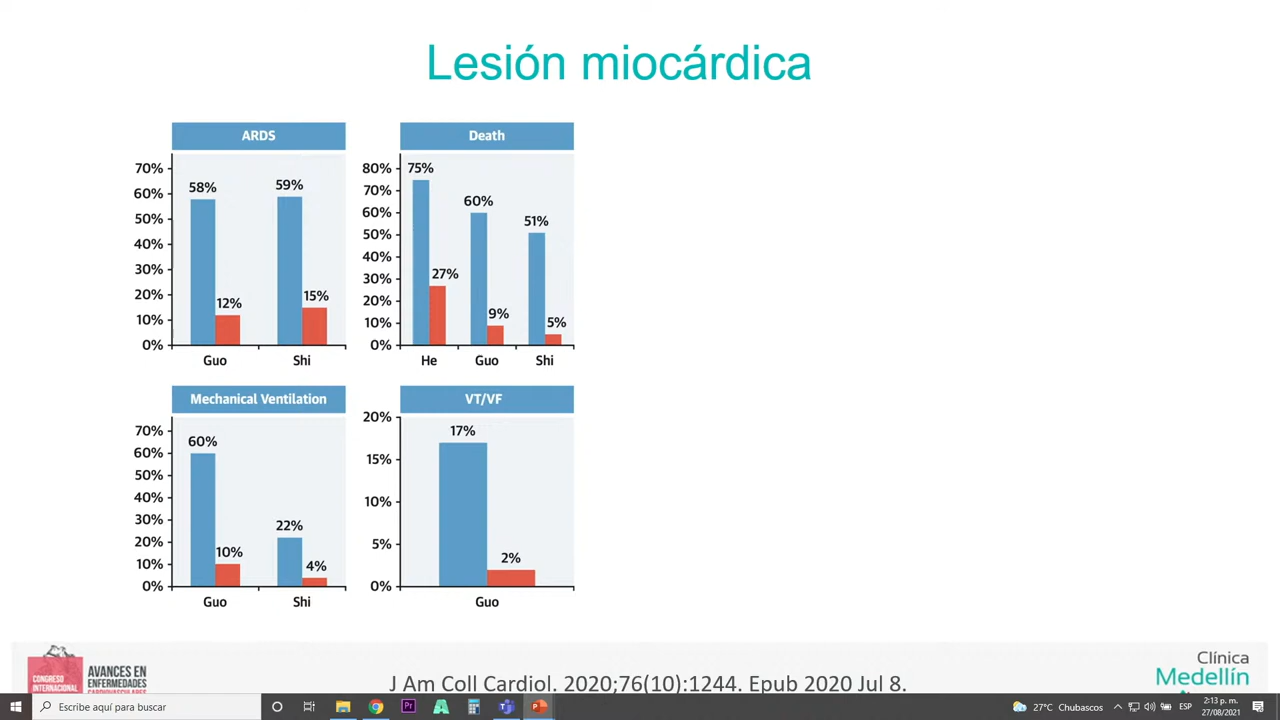 Lesión miocárdica
ARDS
70%
60%
50%
40%
30%
20%
10%
0%
58%
12%
59%
15%
Guo
Shi
Death
80%
70%
60%
50%
40%
30%
20%
10%
0%
75%
27%
60%
9%
51%
5%
He
Guo
Shi
Mechanical Ventilation
70%
60%
50%
40%
30%
20%
10%
0%
60%
10%
22%
4%
Guo
Shi
VT/VF
20%
15%
10%
5%
0%
17%
2%
Guo
CONGRESO
INTERNACIONAL
AVANCES EN
ENFERMEDADES
CARDIOVASCULARES
J Am Coll Cardiol. 2020;76(10):1244. Epub 2020 Jul 8.
Clínica
Medellín
Escribe aquí para buscar
Pr
27°C Chubascos
ESP
2:13 p. m.
27/08/2021